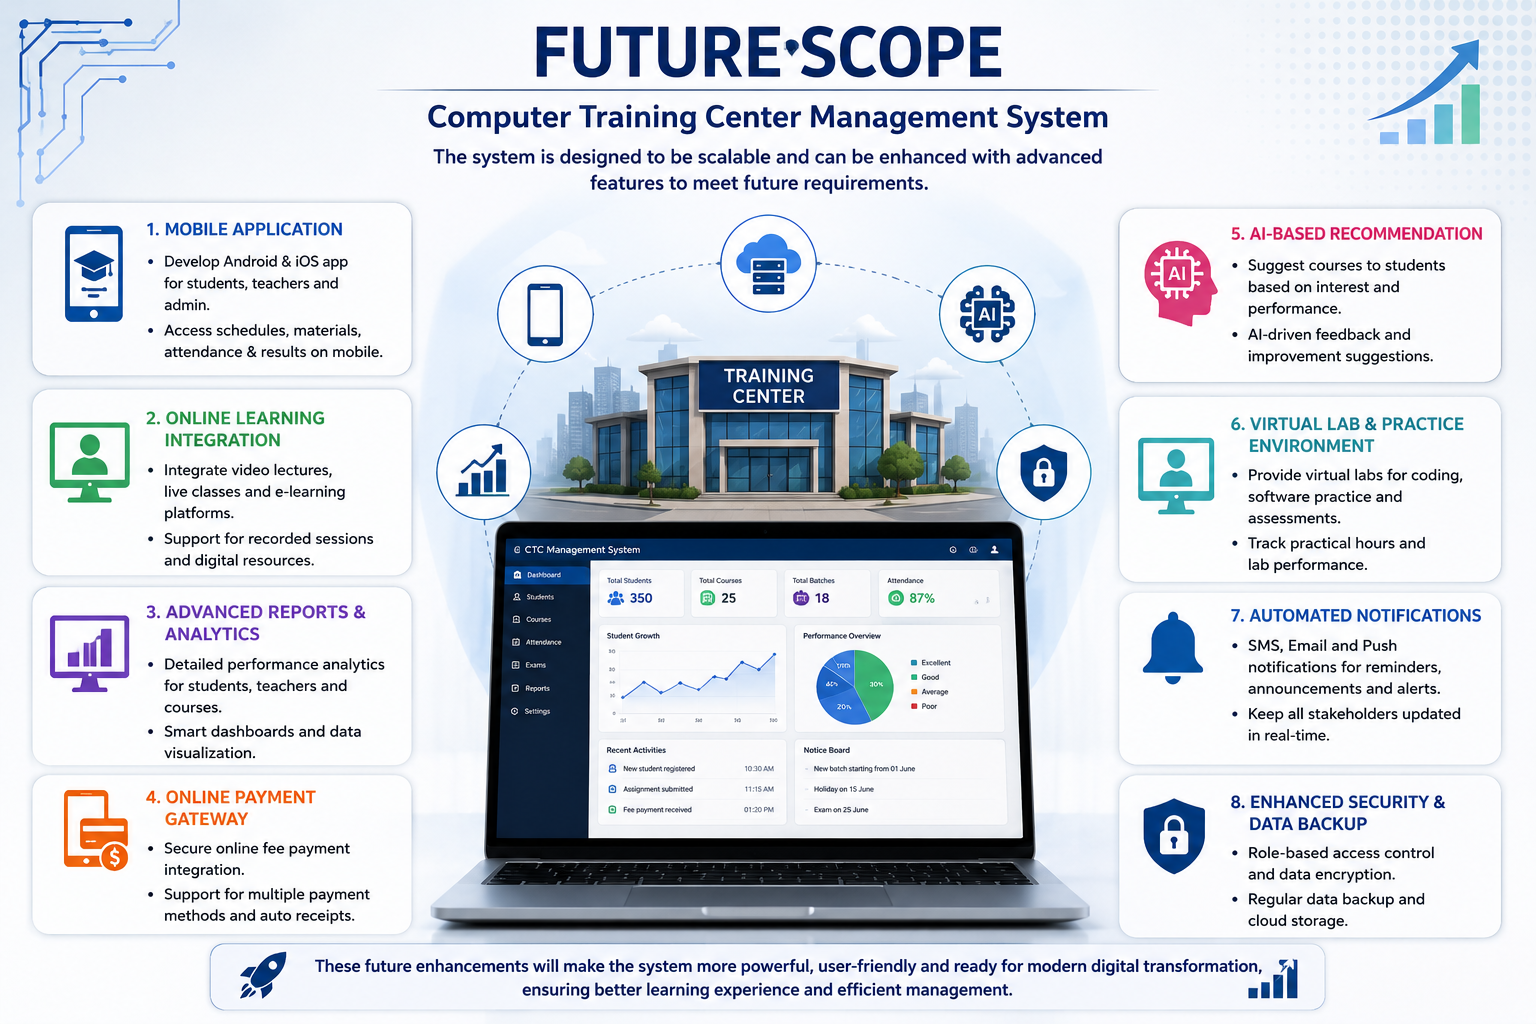 FUTURE SCOPE
Computer Training Center Management System
The system is designed to be scalable and can be enhanced with advanced
features to meet future requirements.
1. MOBILE APPLICATION
• Develop Android & iOS app
for students, teachers and
admin.
• Access schedules, materials,
attendance & results on mobile.
2. ONLINE LEARNING
INTEGRATION
• Integrate video lectures,
live classes and e-learning
platforms.
• Support for recorded sessions
and digital resources.
3. ADVANCED REPORTS &
ANALYTICS
• Detailed performance analytics
for students, teachers and
courses.
• Smart dashboards and data
visualization.
4. ONLINE PAYMENT
GATEWAY
• Secure online fee payment
integration.
• Support for multiple payment
methods and auto receipts.
AI
TRAINING
CENTER
CTC Management System
Dashboard
Students
Courses
Attendance
Exams
Reports
Settings
Total Students
350
Total Courses
25
Total Batches
18
Attendance
87%
Student Growth
Performance Overview
30%
20%
Excellent
Good
Average
Poor
Recent Activities
New student registered 10:30 AM
Assignment submitted 11:15 AM
Fee payment received 01:20 PM
Notice Board
New batch starting from 01 June
Holiday on 15 June
Exam on 25 June
5. AI-BASED RECOMMENDATION
AI
• Suggest courses to students
based on interest and
performance.
• AI-driven feedback and
improvement suggestions.
6. VIRTUAL LAB & PRACTICE
ENVIRONMENT
• Provide virtual labs for coding,
software practice and
assessments.
• Track practical hours and
lab performance.
7. AUTOMATED NOTIFICATIONS
• SMS, Email and Push
notifications for reminders,
announcements and alerts.
• Keep all stakeholders updated
in real-time.
8. ENHANCED SECURITY &
DATA BACKUP
• Role-based access control
and data encryption.
• Regular data backup and
cloud storage.
These future enhancements will make the system more powerful, user-friendly and ready for modern digital transformation,
ensuring better learning experience and efficient management.